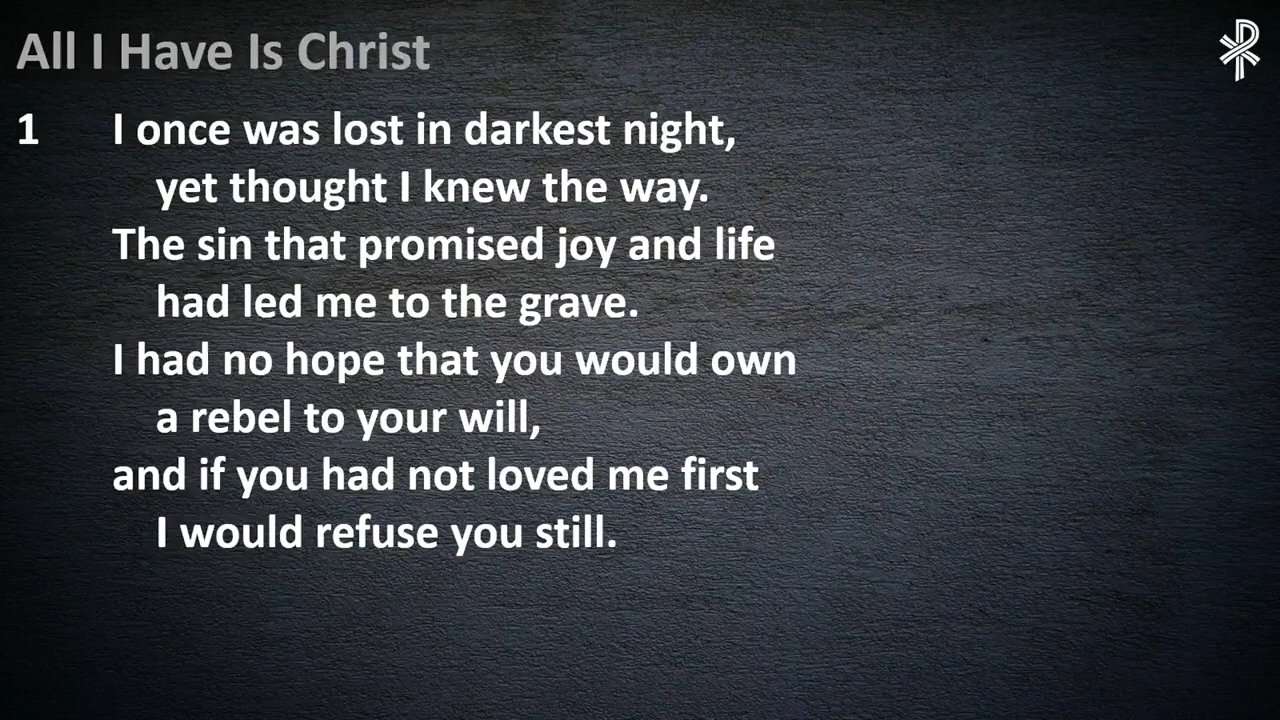 All I Have Is Christ
1 I once was lost in darkest night,
yet thought I knew the way.
The sin that promised joy and life
had led me to the grave.
I had no hope that you would own
a rebel to your will,
and if you had not loved me first
I would refuse you still.